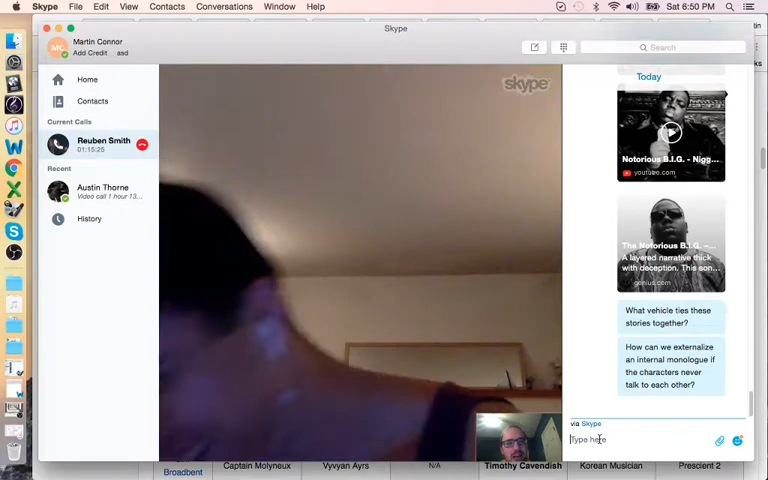 Skype File Edit View Contacts Conversations Window Help Sat 6:50 PM
Skype
Martin Connor
MC
Add Credit asd
Search
Home
Contacts
Current Calls
Reuben Smith
01:15:25
Recent
Austin Thorne
Video call 1 hour 13...
History
skype
Today
Notorious B.I.G. - Nigg...
youtube.com
The Notorious B.I.G. –...
A layered narrative thick
with deception. This son...
genius.com
What vehicle ties these
stories together?
How can we externalize
an internal monologue if
the characters never
talk to each other?
via Skype
Type here
Broadbent Captain Molyneux Vyvyan Ayrs N/A Timothy Cavendish Korean Musician Prescient 2